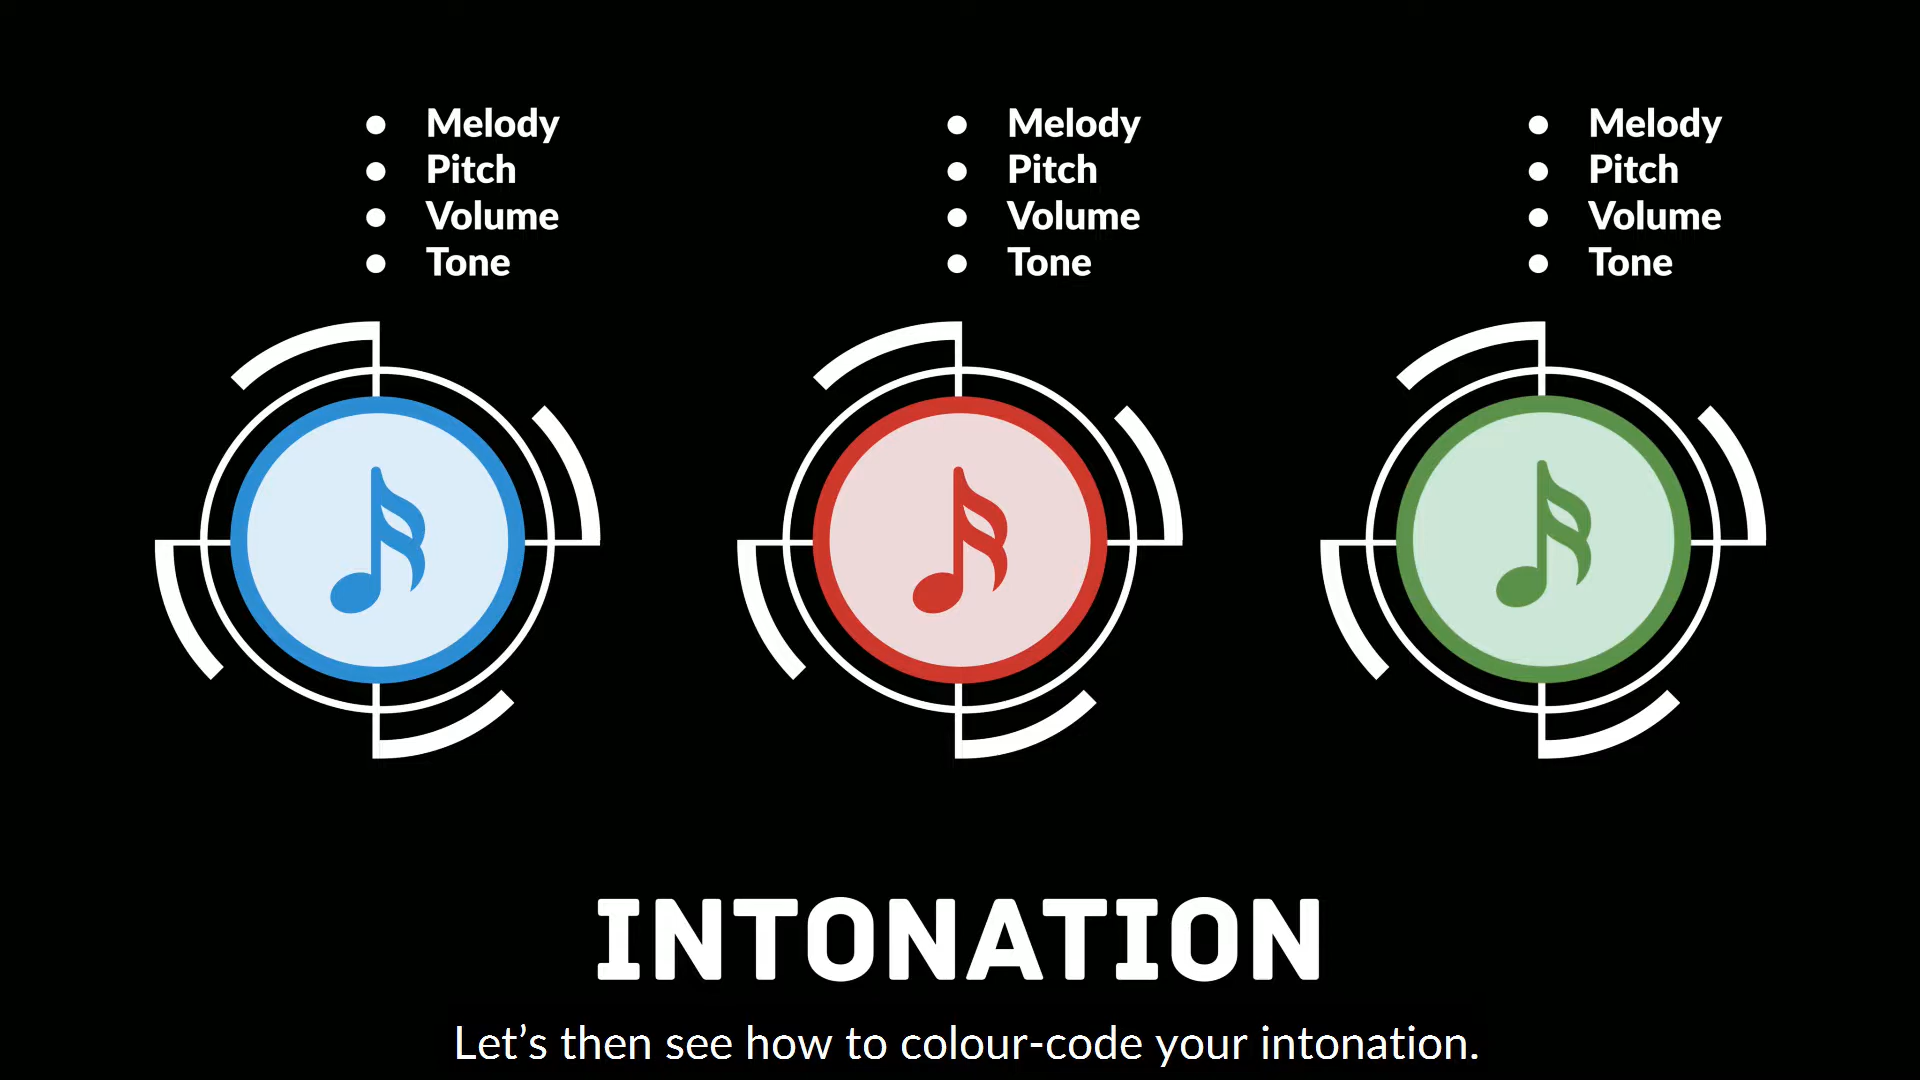 ● Melody
● Pitch
● Volume
● Tone
● Melody
● Pitch
● Volume
● Tone
● Melody
● Pitch
● Volume
● Tone
INTONATION
Let’s then see how to colour-code your intonation.